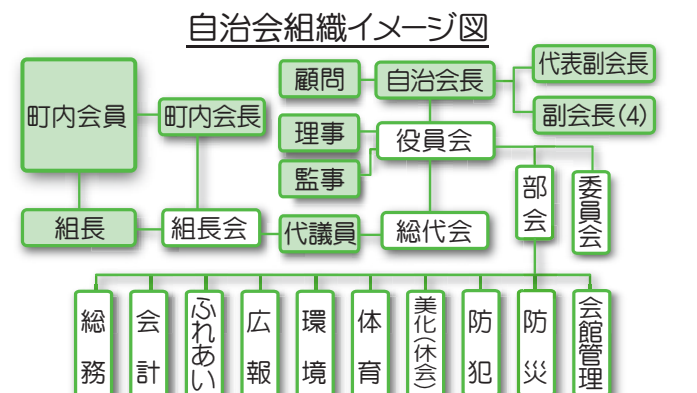 自治会組織イメージ図
町内会員
町内会長
顧問
自治会長
代表副会長
副会長(4)
理事
役員会
監事
部会
委員会
組長
組長会
代議員
総代会
総務
会計
ふれあい
広報
環境
体育
美化(休会)
防犯
防災
会館管理